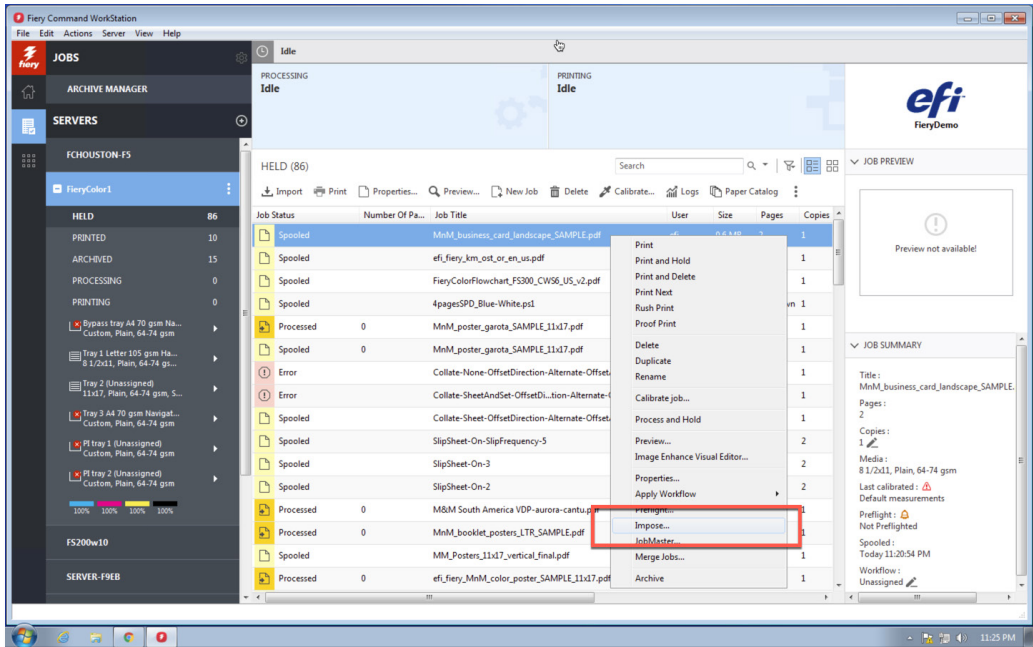 Fiery Command WorkStation
File Edit Actions Server View Help
fiery
JOBS
ARCHIVE MANAGER
SERVERS
FCHOUSTON-F5
FieryColor1
HELD 86
PRINTED 10
ARCHIVED 15
PROCESSING 0
PRINTING 0
Bypass tray A4 70 gsm Na...
Custom, Plain, 64-74 gsm
Tray 1 Letter 105 gsm Ha...
8 1/2x11, Plain, 64-74 gs...
Tray 2 (Unassigned)
11x17, Plain, 64-74 gsm, S...
Tray 3 A4 70 gsm Navigat...
Custom, Plain, 64-74 gsm
PI tray 1 (Unassigned)
Custom, Plain, 64-74 gsm
PI tray 2 (Unassigned)
Custom, Plain, 64-74 gsm
100% 100% 100% 100%
FS200w10
SERVER-F9EB
Idle
PROCESSING
Idle
PRINTING
Idle
HELD (86)
Search
Import Print Properties... Preview... New Job Delete Calibrate... Logs Paper Catalog
Job Status Number Of Pa... Job Title User Size Pages Copies
Spooled MnM_business_card_landscape_SAMPLE.pdf efi 0.6 MB 2 1
Spooled efi_fiery_km_ost_or_en_us.pdf 1
Spooled FieryColorFlowchart_FS300_CWS6_US_v2.pdf 1
Spooled 4pagesSPD_Blue-White.ps1 vn 1
Processed 0 MnM_poster_garota_SAMPLE_11x17.pdf 1
Spooled 0 MnM_poster_garota_SAMPLE_11x17.pdf 1
Error Collate-None-OffsetDirection-Alternate-Offset 1
Error Collate-SheetAndSet-OffsetDi...tion-Alternate- 1
Spooled Collate-Sheet-OffsetDirection-Alternate-Offset 1
Spooled SlipSheet-On-SlipFrequency-5 2
Spooled SlipSheet-On-3 2
Spooled SlipSheet-On-2 2
Processed 0 M&M South America VDP-aurora-cantu.p 1
Processed 0 MnM_booklet_posters_LTR_SAMPLE.pdf 1
Spooled MM_Posters_11x17_vertical_final.pdf 1
Processed 0 efi_fiery_MnM_color_poster_SAMPLE_11x17.pdf 1
Print
Print and Hold
Print and Delete
Print Next
Rush Print
Proof Print
Delete
Duplicate
Rename
Calibrate job...
Process and Hold
Preview...
Image Enhance Visual Editor...
Properties...
Apply Workflow
Preflight...
Impose...
JobMaster...
Merge Jobs...
Archive
efi
FieryDemo
JOB PREVIEW
Preview not available!
JOB SUMMARY
Title :
MnM_business_card_landscape_SAMPLE.
Pages :
2
Copies :
1
Media :
8 1/2x11, Plain, 64-74 gsm
Last calibrated :
Default measurements
Preflight :
Not Preflighted
Spooled :
Today 11:20:54 PM
Workflow :
Unassigned
11:25 PM